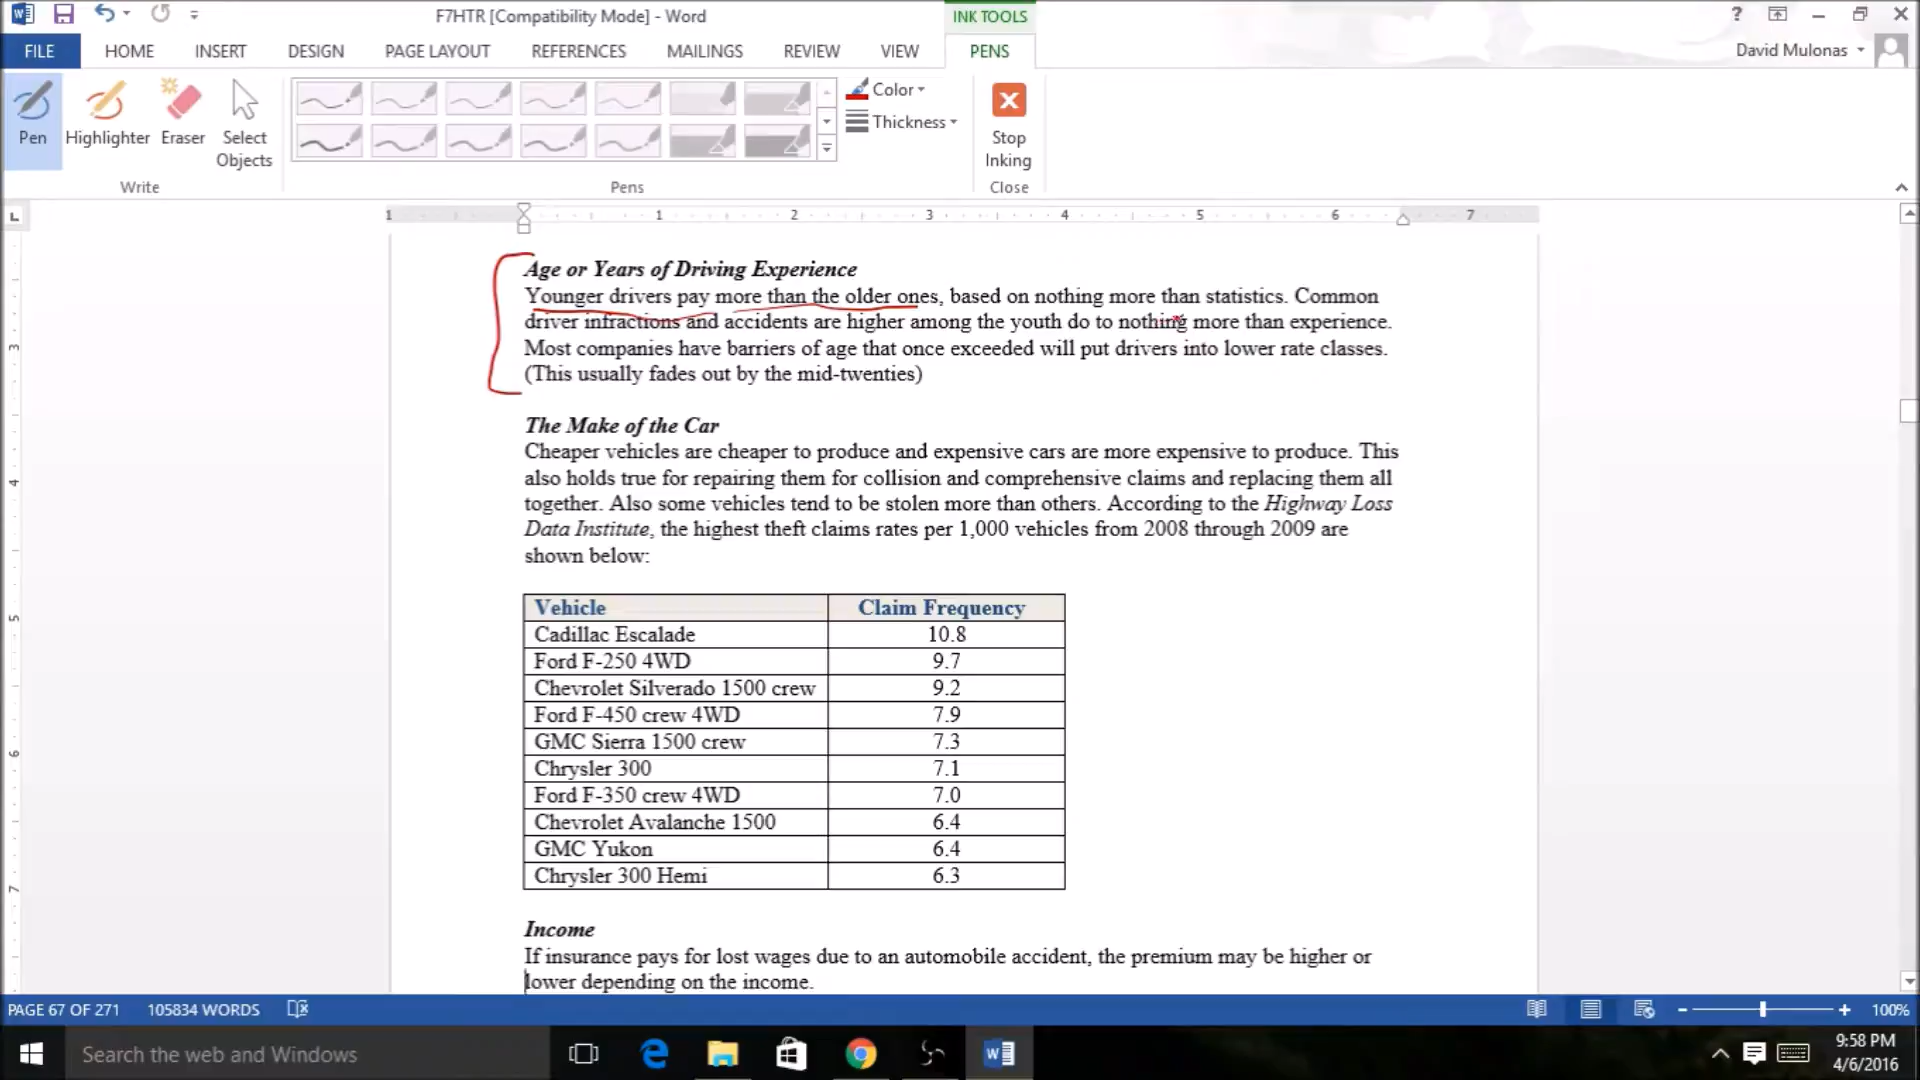 F7HTR [Compatibility Mode] - Word
INK TOOLS
?
FILE HOME INSERT DESIGN PAGE LAYOUT REFERENCES MAILINGS REVIEW VIEW PENS
David Mulonas
Pen
Highlighter
Eraser
Select
Objects
Color
Thickness
Stop
Inking
Write
Pens
Close
L
1 1 2 3 4 5 6 7
Age or Years of Driving Experience
Younger drivers pay more than the older ones, based on nothing more than statistics. Common
driver infractions and accidents are higher among the youth do to nothing more than experience.
Most companies have barriers of age that once exceeded will put drivers into lower rate classes.
(This usually fades out by the mid-twenties)
The Make of the Car
Cheaper vehicles are cheaper to produce and expensive cars are more expensive to produce. This
also holds true for repairing them for collision and comprehensive claims and replacing them all
together. Also some vehicles tend to be stolen more than others. According to the Highway Loss
Data Institute, the highest theft claims rates per 1,000 vehicles from 2008 through 2009 are
shown below:
Vehicle Claim Frequency
Cadillac Escalade 10.8
Ford F-250 4WD 9.7
Chevrolet Silverado 1500 crew 9.2
Ford F-450 crew 4WD 7.9
GMC Sierra 1500 crew 7.3
Chrysler 300 7.1
Ford F-350 crew 4WD 7.0
Chevrolet Avalanche 1500 6.4
GMC Yukon 6.4
Chrysler 300 Hemi 6.3
Income
If insurance pays for lost wages due to an automobile accident, the premium may be higher or
lower depending on the income.
3
4
5
6
7
PAGE 67 OF 271 105834 WORDS 100%
Search the web and Windows
9:58 PM
4/6/2016